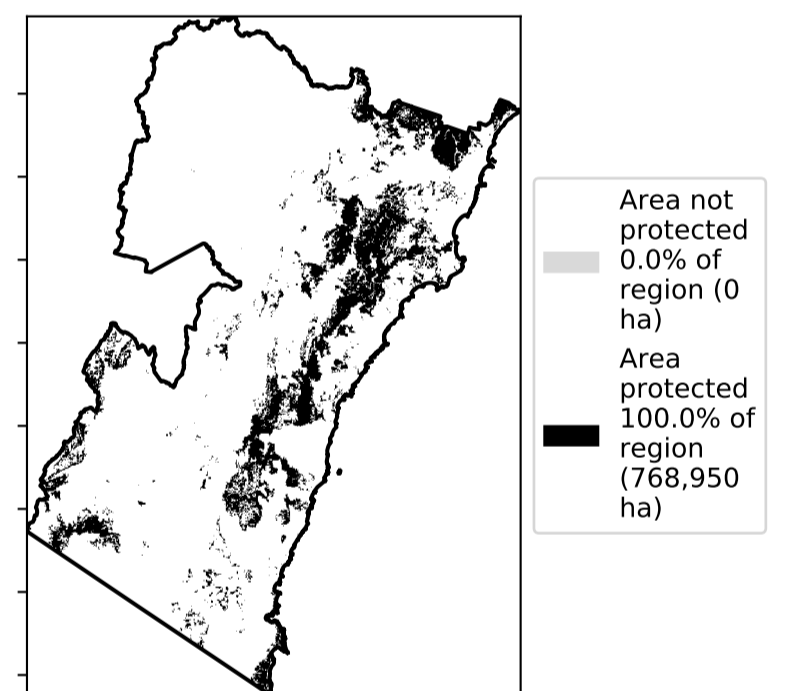 Area not
protected
0.0% of
region (0
ha)
Area
protected
100.0% of
region
(768,950
ha)